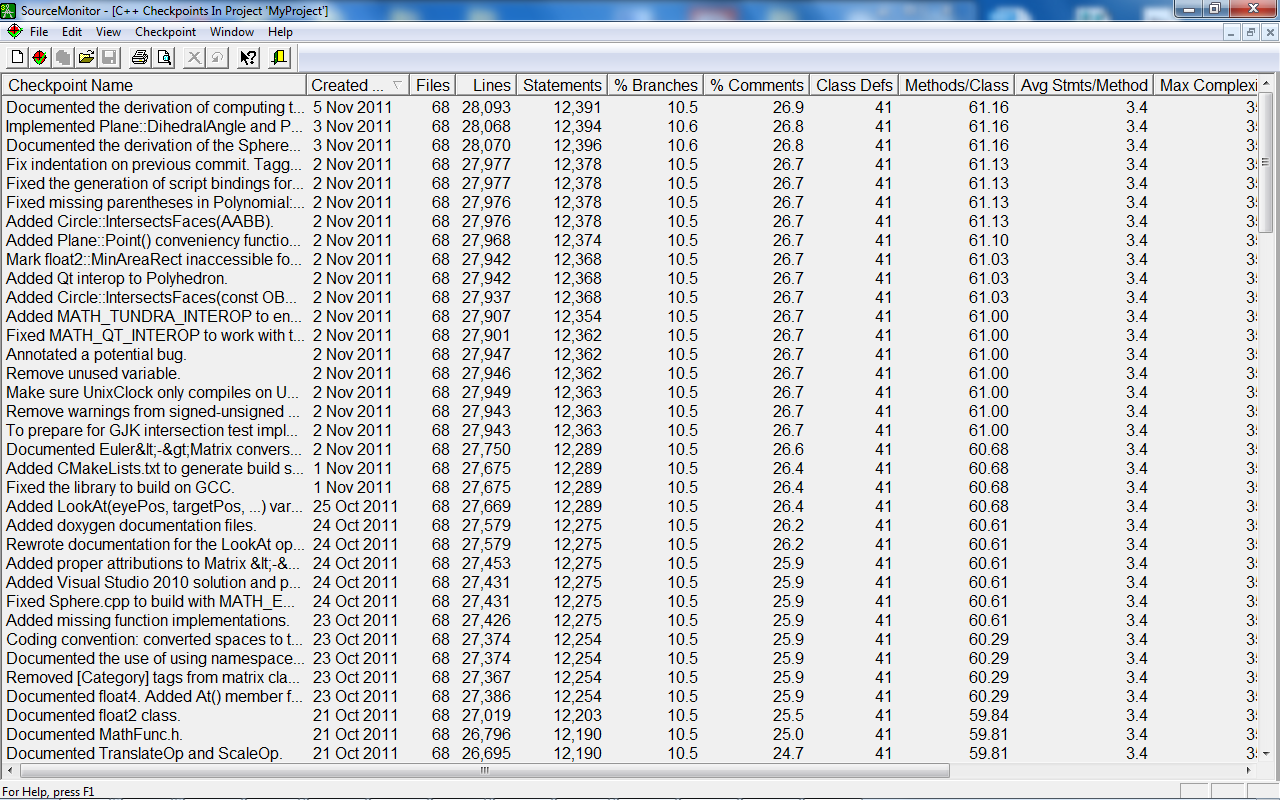 SourceMonitor - [C++ Checkpoints In Project 'MyProject']
File Edit View Checkpoint Window Help
Checkpoint Name Created ... Files Lines Statements % Branches % Comments Class Defs Methods/Class Avg Stmts/Method Max Complexi
Documented the derivation of computing t... 5 Nov 2011 68 28,093 12,391 10.5 26.9 41 61.16 3.4 3
Implemented Plane::DihedralAngle and P... 3 Nov 2011 68 28,068 12,394 10.6 26.8 41 61.16 3.4 3
Documented the derivation of the Sphere... 3 Nov 2011 68 28,070 12,396 10.6 26.8 41 61.16 3.4 3
Fix indentation on previous commit. Tagg... 2 Nov 2011 68 27,977 12,378 10.5 26.7 41 61.13 3.4 3
Fixed the generation of script bindings for... 2 Nov 2011 68 27,977 12,378 10.5 26.7 41 61.13 3.4 3
Fixed missing parentheses in Polynomial:... 2 Nov 2011 68 27,976 12,378 10.5 26.7 41 61.13 3.4 3
Added Circle::IntersectsFaces(AABB). 2 Nov 2011 68 27,976 12,378 10.5 26.7 41 61.13 3.4 3
Added Plane::Point() conveniency functio... 2 Nov 2011 68 27,968 12,374 10.5 26.7 41 61.10 3.4 3
Mark float2::MinAreaRect inaccessible fo... 2 Nov 2011 68 27,942 12,368 10.5 26.7 41 61.03 3.4 3
Added Qt interop to Polyhedron. 2 Nov 2011 68 27,942 12,368 10.5 26.7 41 61.03 3.4 3
Added Circle::IntersectsFaces(const OB... 2 Nov 2011 68 27,937 12,368 10.5 26.7 41 61.03 3.4 3
Added MATH_TUNDRA_INTEROP to en... 2 Nov 2011 68 27,907 12,354 10.5 26.7 41 61.00 3.4 3
Fixed MATH_QT_INTEROP to work with t... 2 Nov 2011 68 27,901 12,362 10.5 26.7 41 61.00 3.4 3
Annotated a potential bug. 2 Nov 2011 68 27,947 12,362 10.5 26.7 41 61.00 3.4 3
Remove unused variable. 2 Nov 2011 68 27,946 12,362 10.5 26.7 41 61.00 3.4 3
Make sure UnixClock only compiles on U... 2 Nov 2011 68 27,949 12,363 10.5 26.7 41 61.00 3.4 3
Remove warnings from signed-unsigned ... 2 Nov 2011 68 27,943 12,363 10.5 26.7 41 61.00 3.4 3
To prepare for GJK intersection test impl... 2 Nov 2011 68 27,943 12,363 10.5 26.7 41 61.00 3.4 3
Documented Euler&lt;-&gt;Matrix convers... 2 Nov 2011 68 27,750 12,289 10.5 26.6 41 60.68 3.4 3
Added CMakeLists.txt to generate build s... 1 Nov 2011 68 27,675 12,289 10.5 26.4 41 60.68 3.4 3
Fixed the library to build on GCC. 1 Nov 2011 68 27,675 12,289 10.5 26.4 41 60.68 3.4 3
Added LookAt(eyePos, targetPos, ...) var... 25 Oct 2011 68 27,669 12,289 10.5 26.4 41 60.68 3.4 3
Added doxygen documentation files. 24 Oct 2011 68 27,579 12,275 10.5 26.2 41 60.61 3.4 3
Rewrote documentation for the LookAt op... 24 Oct 2011 68 27,579 12,275 10.5 26.2 41 60.61 3.4 3
Added proper attributions to Matrix &lt;-&... 24 Oct 2011 68 27,453 12,275 10.5 25.9 41 60.61 3.4 3
Added Visual Studio 2010 solution and p... 24 Oct 2011 68 27,431 12,275 10.5 25.9 41 60.61 3.4 3
Fixed Sphere.cpp to build with MATH_E... 24 Oct 2011 68 27,431 12,275 10.5 25.9 41 60.61 3.4 3
Added missing function implementations. 23 Oct 2011 68 27,426 12,275 10.5 25.9 41 60.61 3.4 3
Coding convention: converted spaces to t... 23 Oct 2011 68 27,374 12,254 10.5 25.9 41 60.29 3.4 3
Documented the use of using namespace... 23 Oct 2011 68 27,374 12,254 10.5 25.9 41 60.29 3.4 3
Removed [Category] tags from matrix cla... 23 Oct 2011 68 27,367 12,254 10.5 25.9 41 60.29 3.4 3
Documented float4. Added At() member f... 23 Oct 2011 68 27,386 12,254 10.5 25.9 41 60.29 3.4 3
Documented float2 class. 21 Oct 2011 68 27,019 12,203 10.5 25.5 41 59.84 3.4 3
Documented MathFunc.h. 21 Oct 2011 68 26,796 12,190 10.5 25.0 41 59.81 3.4 3
Documented TranslateOp and ScaleOp. 21 Oct 2011 68 26,695 12,190 10.5 24.7 41 59.81 3.4 3
For Help, press F1